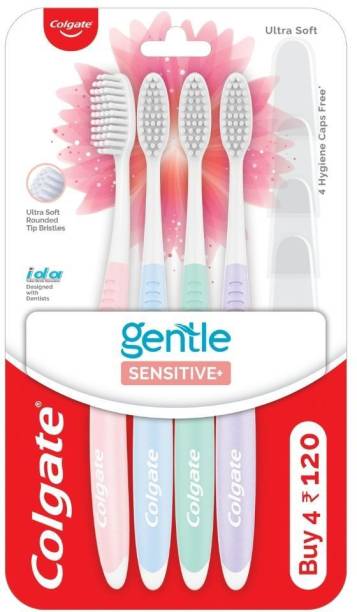 Colgate
Ultra Soft
4 Hygiene Caps Free*
Ultra Soft
Rounded
Tip Bristles
ida
Designed
with
Dentists
gentle
SENSITIVE+
Colgate®
Colgate
Colgate
Colgate
Colgate
Buy 4 ₹120